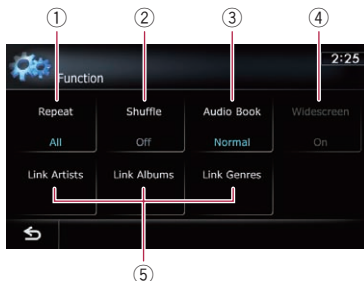 ① ② ③ ④
2:25
Function
Repeat Shuffle Audio Book Widescreen
All Off Normal On
Link Artists Link Albums Link Genres
⑤